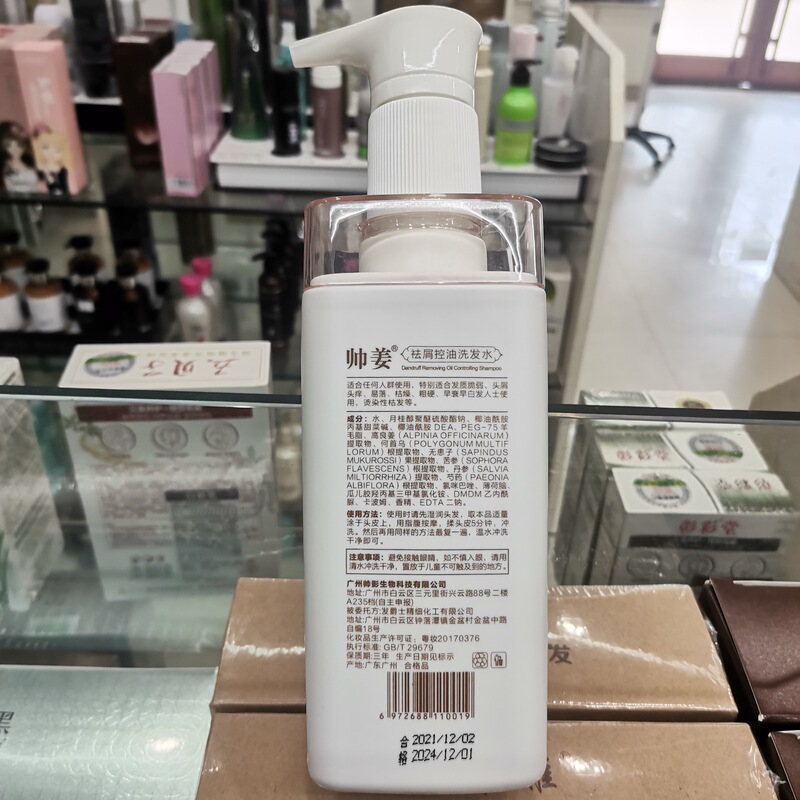 帅姜® 祛屑控油洗发水
Dandruff Removing Oil Controlling Shampoo
适合任何人群使用，特别适合发质脆弱、头屑
头痒、易落、枯燥、粗硬、早衰早白发人士使
用，烫染性枯发等。
成分：水、月桂醇聚醚硫酸酯钠、椰油酰胺
丙基甜菜碱、椰油酰胺 DEA、PEG-75 羊
毛脂、高良姜（ALPINIA OFFICINARUM）
提取物、何首乌（POLYGONUM MULTIF
LORUM）根提取物、无患子（SAPINDUS
MUKUROSSI）果提取物、苦参（SOPHORA
FLAVESCENS）根提取物、丹参（SALVIA
MILTIORRHIZA）提取物、芍药（PAEONIA
ALBIFLORA）根提取物、氯咪巴唑、薄荷脑、
瓜儿胶羟丙基三甲基氯化铵、DMDM 乙内酰
脲、卡波姆、香精、EDTA 二钠。
使用方法：使用时请先湿润头发，取本品适量
涂于头皮上，用指腹按摩，揉头皮5分钟，冲
洗。然后再用同样的方法最复一遍，温水冲洗
干净即可。
注意事项：避免接触眼睛，如不慎入眼，请用
清水冲洗干净，置放于儿童不可触及到的地方。
广州帅彭生物科技有限公司
地址:广州市白云区三元里街兴云路88号二楼
A235档(自主申报)
被委托方:发爵士精细化工有限公司
地址:广州市白云区钟落潭镇金盆村金盆中路
自编18号
化妆品生产许可证：粤妆20170376
执行标准: GB/T 29679
保质期:三年 生产日期见标示
产地:广东广州 合格品
6 972688 110019
合 2021/12/02
格 2024/12/01
发